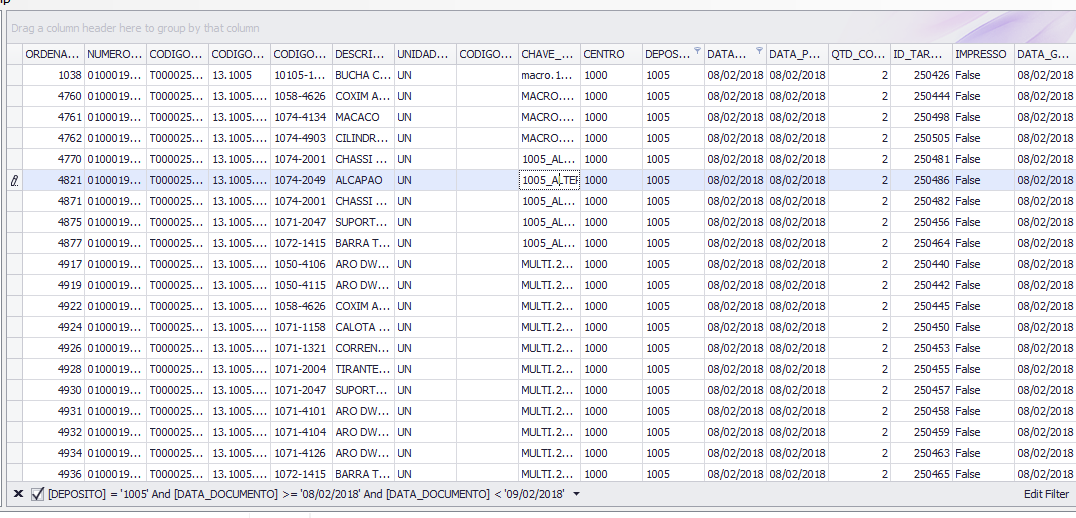 Drag a column header here to group by that column
ORDENA... NUMERO... CODIGO... CODIGO... CODIGO... DESCRI... UNIDAD... CODIGO... CHAVE_... CENTRO DEPOS... DATA... DATA_P... QTD_CO... ID_TAR... IMPRESSO DATA_G...
1038 0100019... T000025... 13.1005 10105-1... BUCHA C... UN macro.1... 1000 1005 08/02/2018 08/02/2018 2 250426 False 08/02/2018
4760 0100019... T000025... 13.1005.... 1058-4626 COXIM A... UN MACRO.... 1000 1005 08/02/2018 08/02/2018 2 250444 False 08/02/2018
4761 0100019... T000025... 13.1005.... 1074-4134 MACACO UN MACRO.... 1000 1005 08/02/2018 08/02/2018 2 250498 False 08/02/2018
4762 0100019... T000025... 13.1005.... 1074-4903 CILINDR... UN MACRO.... 1000 1005 08/02/2018 08/02/2018 2 250505 False 08/02/2018
4770 0100019... T000025... 13.1005.... 1074-2001 CHASSI ... UN 1005_AL... 1000 1005 08/02/2018 08/02/2018 2 250481 False 08/02/2018
4821 0100019... T000025... 13.1005.... 1074-2049 ALCAPAO UN 1005_ALTER 1000 1005 08/02/2018 08/02/2018 2 250486 False 08/02/2018
4871 0100019... T000025... 13.1005.... 1074-2001 CHASSI ... UN 1005_AL... 1000 1005 08/02/2018 08/02/2018 2 250482 False 08/02/2018
4875 0100019... T000025... 13.1005.... 1071-2047 SUPORT... UN 1005_AL... 1000 1005 08/02/2018 08/02/2018 2 250456 False 08/02/2018
4877 0100019... T000025... 13.1005.... 1072-1415 BARRA T... UN 1005_AL... 1000 1005 08/02/2018 08/02/2018 2 250464 False 08/02/2018
4917 0100019... T000025... 13.1005.... 1050-4106 ARO DW... UN MULTI.2... 1000 1005 08/02/2018 08/02/2018 2 250440 False 08/02/2018
4919 0100019... T000025... 13.1005.... 1050-4115 ARO DW... UN MULTI.2... 1000 1005 08/02/2018 08/02/2018 2 250442 False 08/02/2018
4922 0100019... T000025... 13.1005.... 1058-4626 COXIM A... UN MULTI.2... 1000 1005 08/02/2018 08/02/2018 2 250445 False 08/02/2018
4924 0100019... T000025... 13.1005.... 1071-1158 CALOTA ... UN MULTI.2... 1000 1005 08/02/2018 08/02/2018 2 250450 False 08/02/2018
4926 0100019... T000025... 13.1005.... 1071-1321 CORREN... UN MULTI.2... 1000 1005 08/02/2018 08/02/2018 2 250453 False 08/02/2018
4928 0100019... T000025... 13.1005.... 1071-2004 TIRANTE... UN MULTI.2... 1000 1005 08/02/2018 08/02/2018 2 250455 False 08/02/2018
4930 0100019... T000025... 13.1005.... 1071-2047 SUPORT... UN MULTI.2... 1000 1005 08/02/2018 08/02/2018 2 250457 False 08/02/2018
4931 0100019... T000025... 13.1005.... 1071-4101 ARO DW... UN MULTI.2... 1000 1005 08/02/2018 08/02/2018 2 250458 False 08/02/2018
4932 0100019... T000025... 13.1005.... 1071-4104 ARO DW... UN MULTI.2... 1000 1005 08/02/2018 08/02/2018 2 250459 False 08/02/2018
4934 0100019... T000025... 13.1005.... 1071-4126 ARO DW... UN MULTI.2... 1000 1005 08/02/2018 08/02/2018 2 250463 False 08/02/2018
4936 0100019... T000025... 13.1005.... 1072-1415 BARRA T... UN MULTI.2... 1000 1005 08/02/2018 08/02/2018 2 250465 False 08/02/2018
[DEPOSITO] = '1005' And [DATA_DOCUMENTO] >= '08/02/2018' And [DATA_DOCUMENTO] < '09/02/2018' Edit Filter